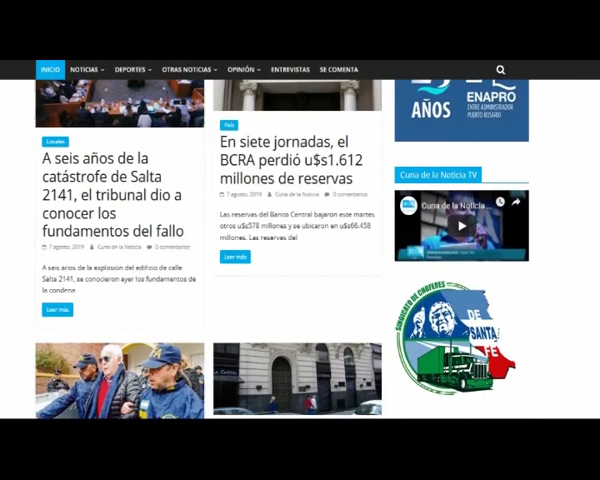 INICIO NOTICIAS DEPORTES OTRAS NOTICIAS OPINIÓN ENTREVISTAS SE COMENTA
Locales
A seis años de la
catástrofe de Salta
2141, el tribunal dio a
conocer los
fundamentos del fallo
7 agosto, 2019 Cuna de la Noticia 0 comentarios
A seis años de la explosión del edificio de calle
Salta 2141, se conocieron ayer los fundamentos de
la condena
Leer más
País
En siete jornadas, el
BCRA perdió u$s1.612
millones de reservas
7 agosto, 2019 Cuna de la Noticia 0 comentarios
Las reservas del Banco Central bajaron este martes
otros u$s578 millones y se ubicaron en u$s66.458
millones. Las reservas del
Leer más
AÑOS
ENAPRO
ENTE ADMINISTRADOR
PUERTO ROSARIO
Cuna de la Noticia TV
Cuna de la Noticia ...
SINDICATO DE CHOFERES
DE
SANTA
FE